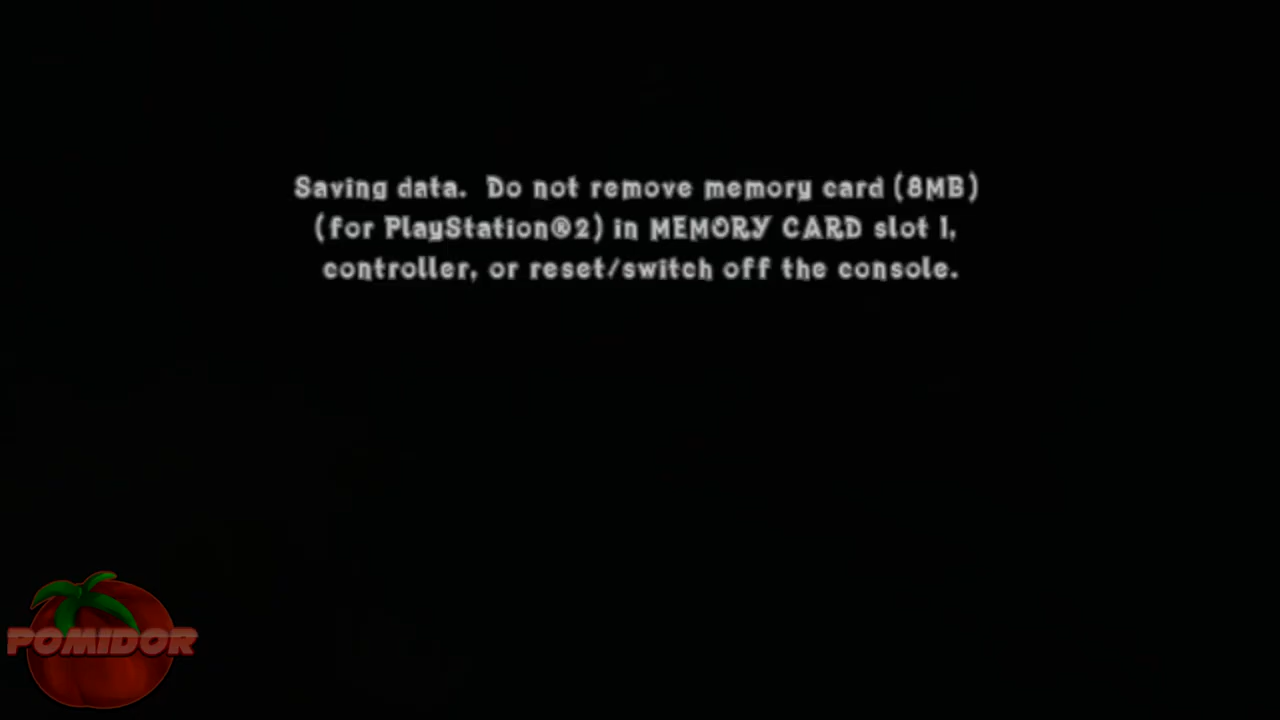 Saving data.  Do not remove memory card (8MB)
(for PlayStation®2) in MEMORY CARD slot 1,
controller, or reset/switch off the console.
POMIDOR